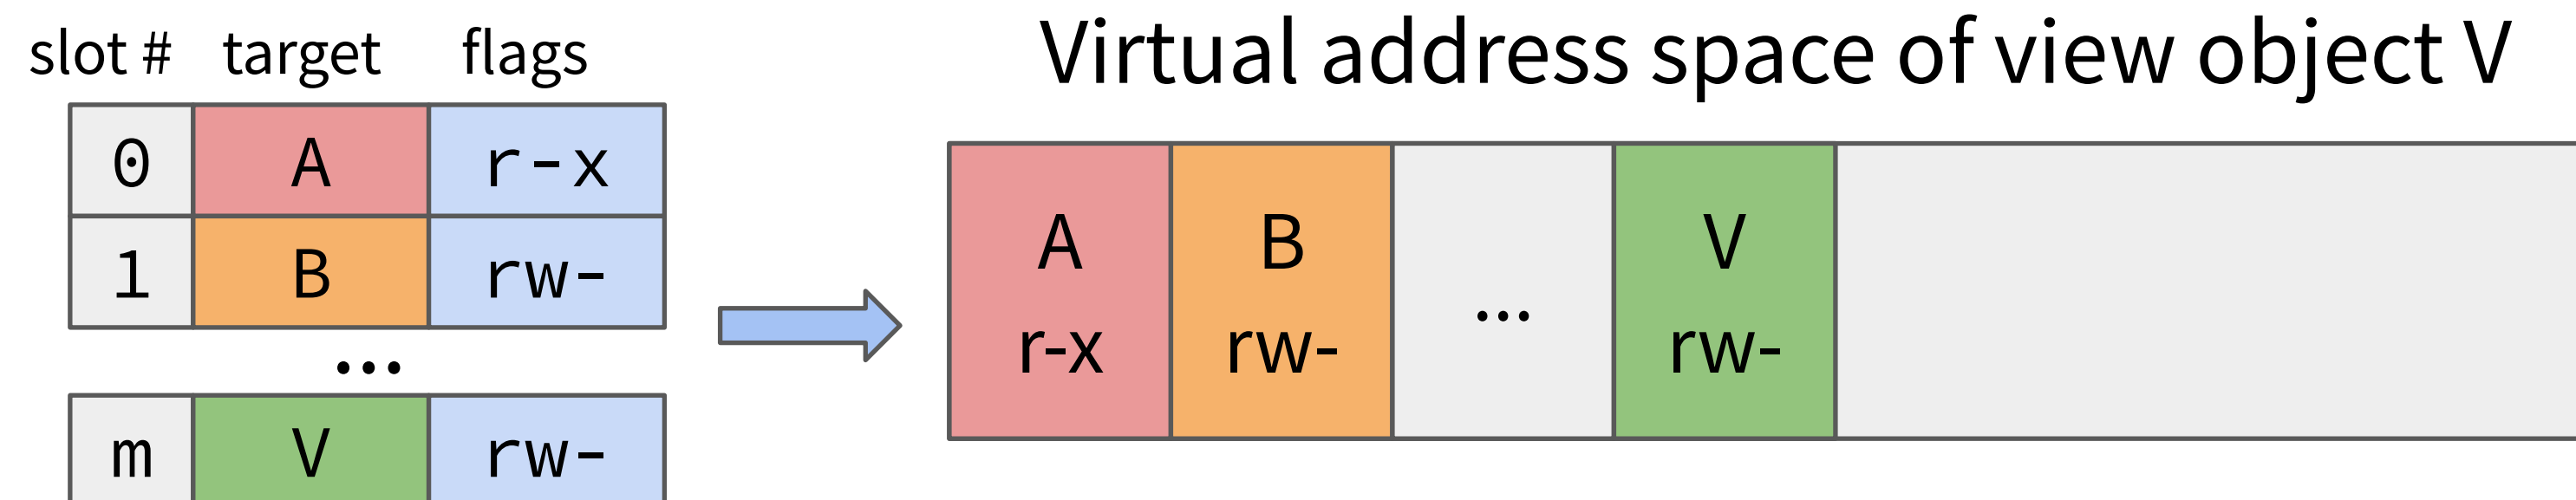 Virtual address space of view object V
slot # target flags
0 A r-x
1 B rw-
...
m V rw-
A B ... V
r-x rw- rw-